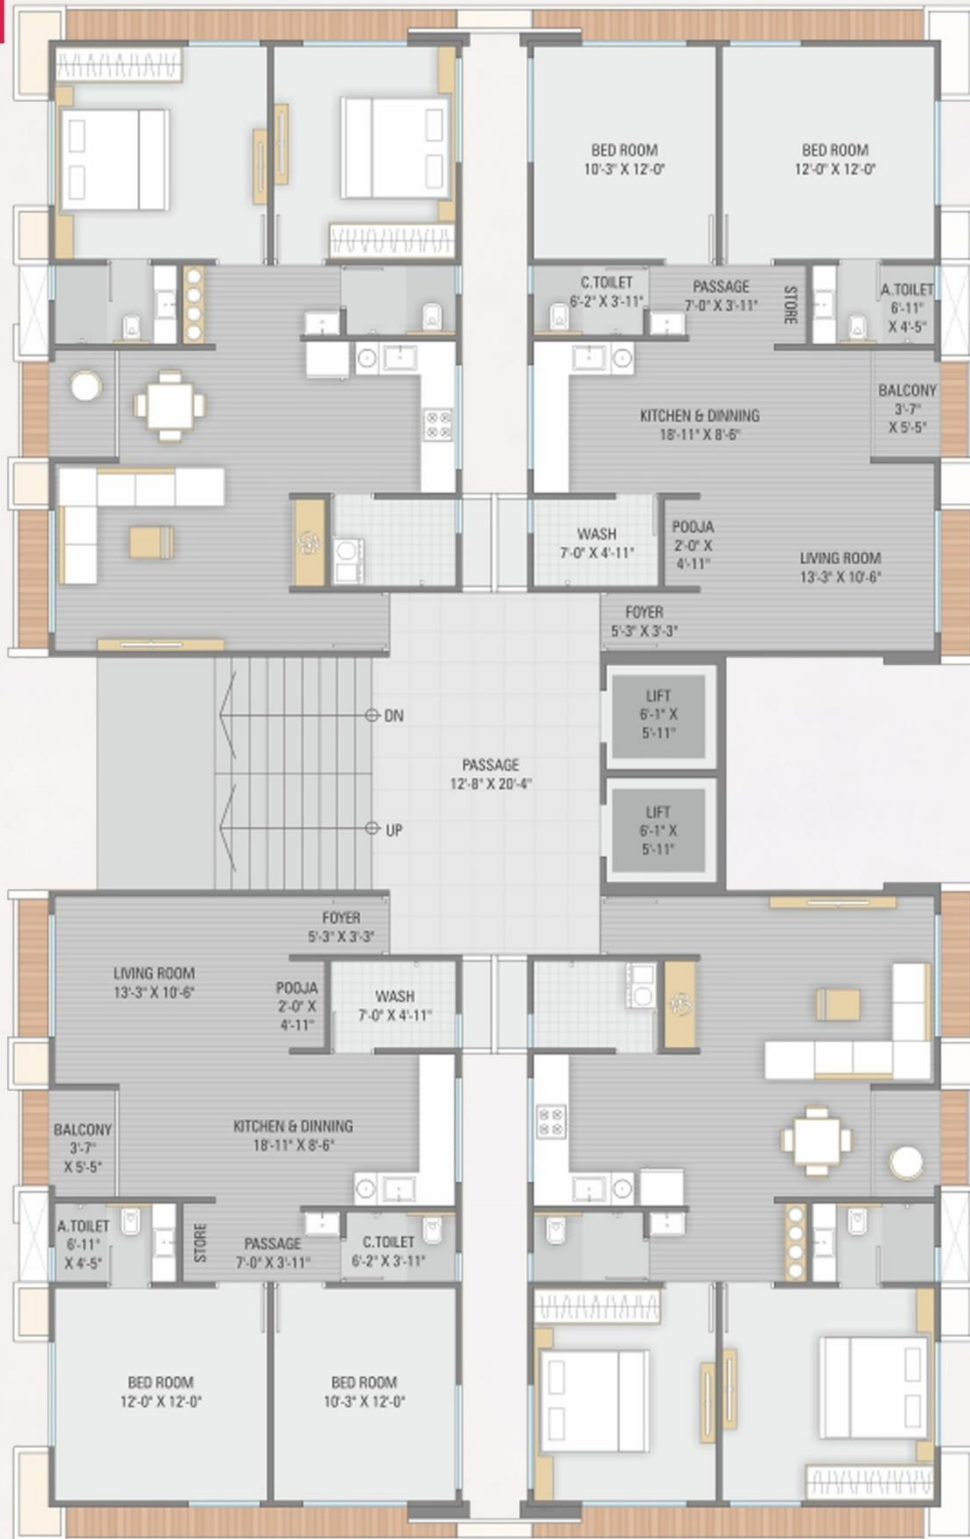 BED ROOM
10'-3" X 12'-0"
BED ROOM
12'-0" X 12'-0"
C.TOILET
6'-2" X 3'-11"
PASSAGE
7'-0" X 3'-11"
STORE
A.TOILET
6'-11"
X 4'-5"
KITCHEN & DINNING
18'-11" X 8'-6"
BALCONY
3'-7"
X 5'-5"
WASH
7'-0" X 4'-11"
POOJA
2'-0" X
4'-11"
LIVING ROOM
13'-3" X 10'-6"
FOYER
5'-3" X 3'-3"
LIFT
6'-1" X
5'-11"
DN
PASSAGE
12'-8" X 20'-4"
UP
LIFT
6'-1" X
5'-11"
FOYER
5'-3" X 3'-3"
LIVING ROOM
13'-3" X 10'-6"
POOJA
2'-0" X
4'-11"
WASH
7'-0" X 4'-11"
BALCONY
3'-7"
X 5'-5"
KITCHEN & DINNING
18'-11" X 8'-6"
A.TOILET
6'-11"
X 4'-5"
STORE
PASSAGE
7'-0" X 3'-11"
C.TOILET
6'-2" X 3'-11"
BED ROOM
12'-0" X 12'-0"
BED ROOM
10'-3" X 12'-0"